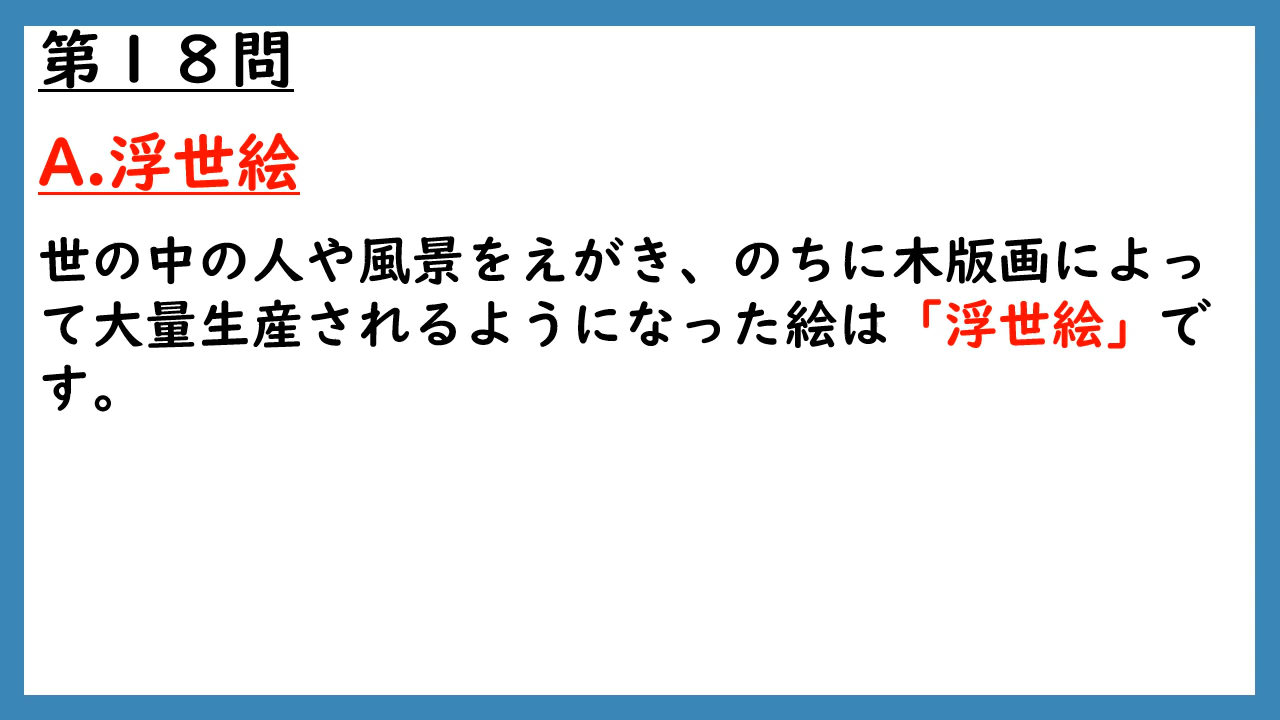 第１８問
A.浮世絵
世の中の人や風景をえがき、のちに木版画によっ
て大量生産されるようになった絵は「浮世絵」で
す。